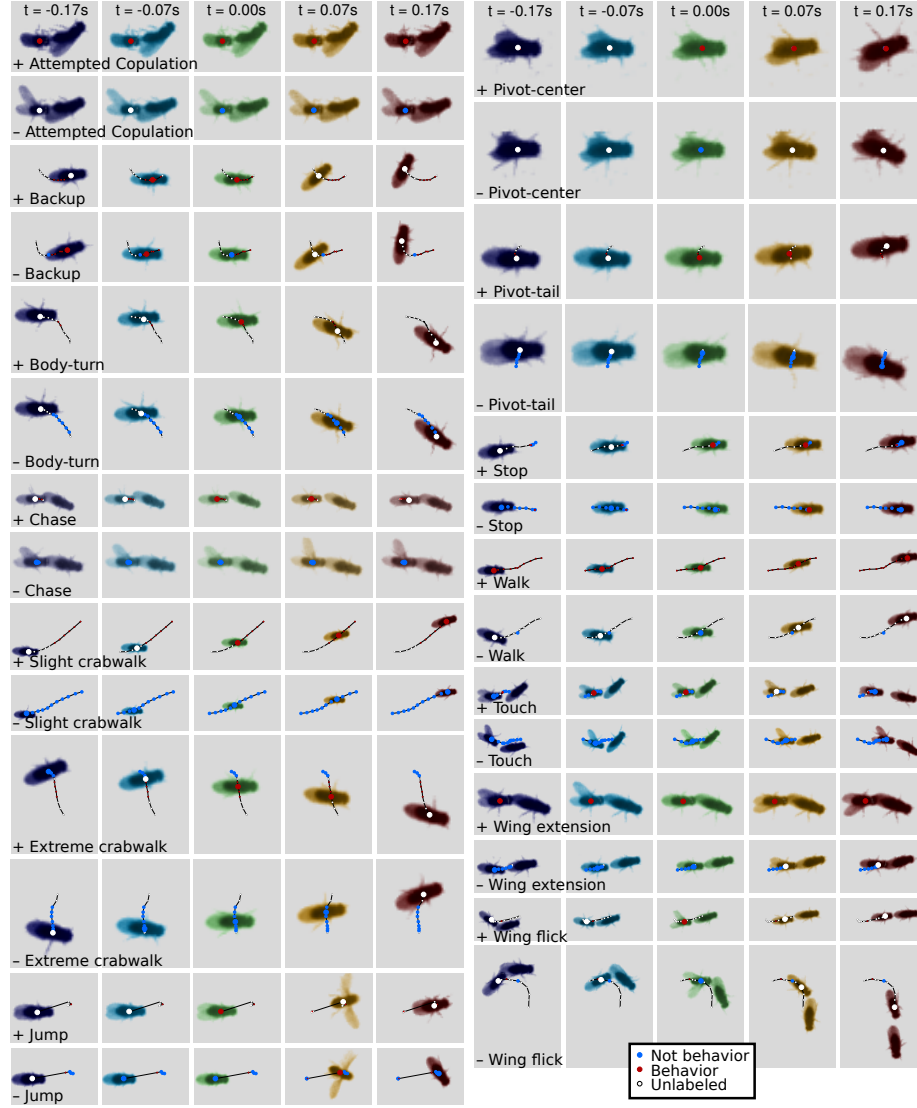 t = -0.17s t = -0.07s t = 0.00s t = 0.07s t = 0.17s
+ Attempted Copulation
– Attempted Copulation
+ Backup
– Backup
+ Body-turn
– Body-turn
+ Chase
– Chase
+ Slight crabwalk
– Slight crabwalk
+ Extreme crabwalk
– Extreme crabwalk
+ Jump
– Jump
t = -0.17s t = -0.07s t = 0.00s t = 0.07s t = 0.17s
+ Pivot-center
– Pivot-center
+ Pivot-tail
– Pivot-tail
+ Stop
– Stop
+ Walk
– Walk
+ Touch
– Touch
+ Wing extension
– Wing extension
+ Wing flick
– Wing flick
Not behavior
Behavior
Unlabeled